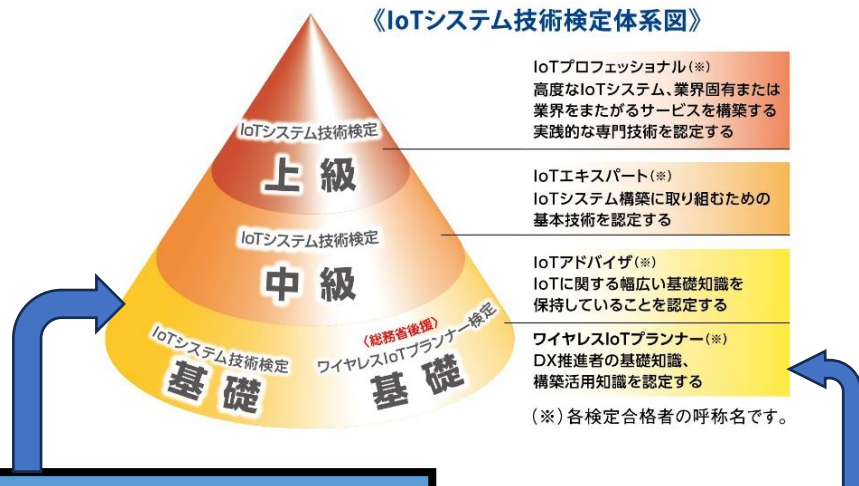 《IoTシステム技術検定体系図》
IoTシステム技術検定
上級
IoTシステム技術検定
中級
IoTシステム技術検定
基礎
〈総務省後援〉
ワイヤレスIoTプランナー検定
基礎
IoTプロフェッショナル(※)
高度なIoTシステム、業界固有または
業界をまたがるサービスを構築する
実践的な専門技術を認定する
IoTエキスパート(※)
IoTシステム構築に取り組むための
基本技術を認定する
IoTアドバイザ(※)
IoTに関する幅広い基礎知識を
保持していることを認定する
ワイヤレスIoTプランナー(※)
DX推進者の基礎知識、
構築活用知識を認定する
(※)各検定合格者の呼称名です。